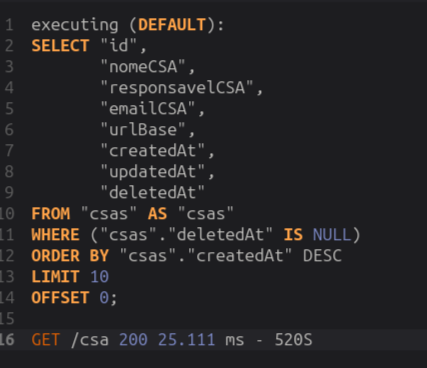 1 executing (DEFAULT):
2 SELECT "id",
3 "nomeCSA",
4 "responsavelCSA",
5 "emailCSA",
6 "urlBase",
7 "createdAt",
8 "updatedAt",
9 "deletedAt"
10 FROM "csas" AS "csas"
11 WHERE ("csas"."deletedAt" IS NULL)
12 ORDER BY "csas"."createdAt" DESC
13 LIMIT 10
14 OFFSET 0;
15
16 GET /csa 200 25.111 ms - 520S